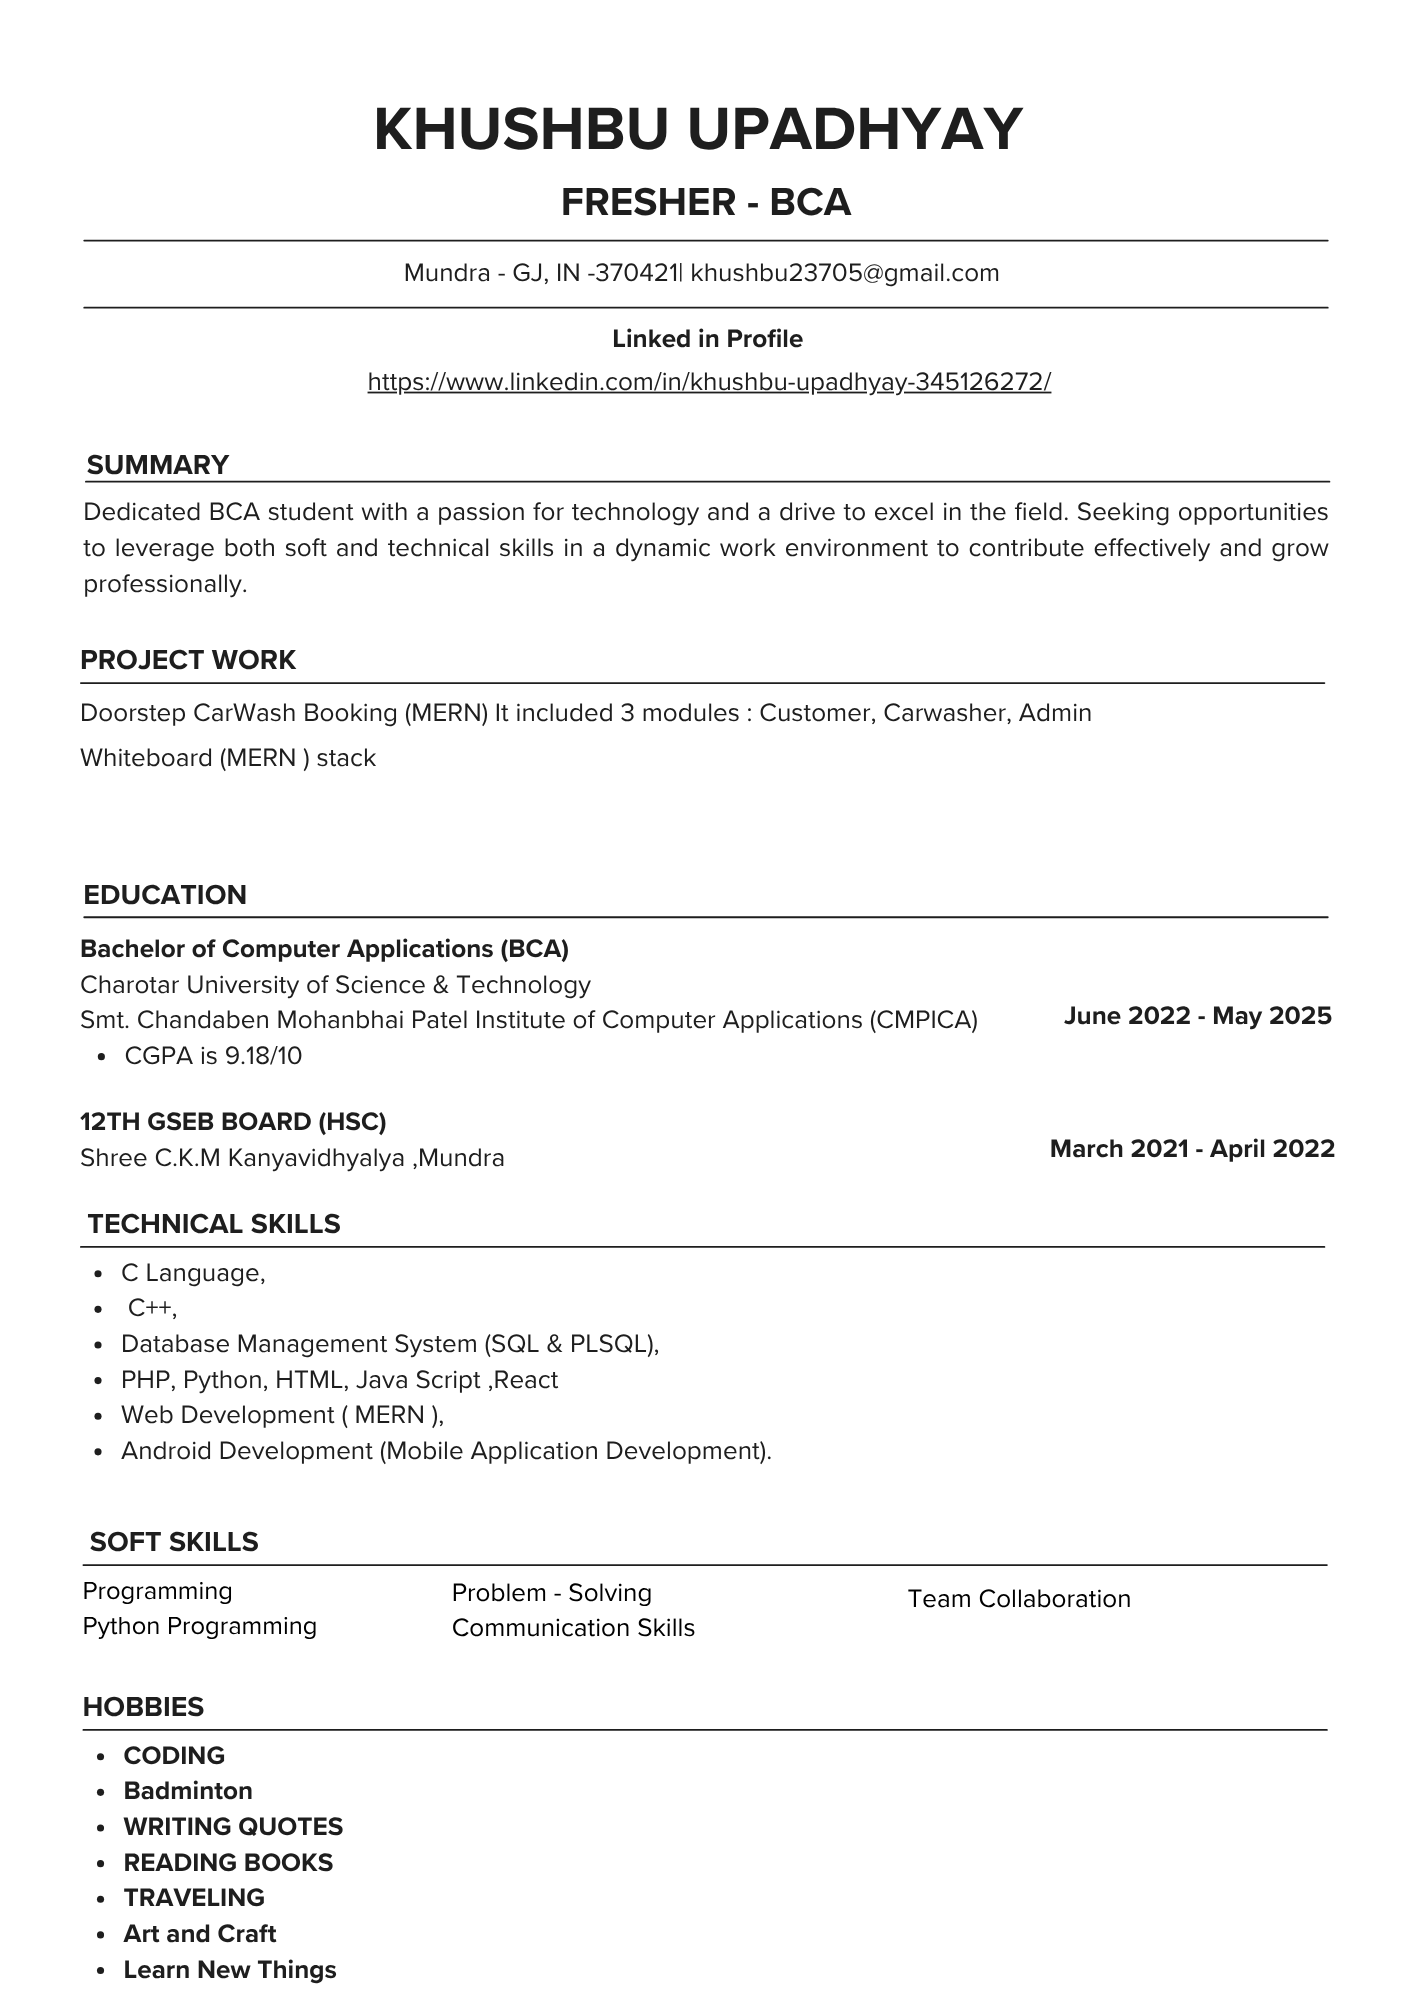 KHUSHBU UPADHYAY
FRESHER - BCA
Mundra - GJ, IN -370421| khushbu23705@gmail.com
Linked in Profile
https://www.linkedin.com/in/khushbu-upadhyay-345126272/
SUMMARY
Dedicated BCA student with a passion for technology and a drive to excel in the field. Seeking opportunities
to leverage both soft and technical skills in a dynamic work environment to contribute effectively and grow
professionally.
PROJECT WORK
Doorstep CarWash Booking (MERN) It included 3 modules : Customer, Carwasher, Admin
Whiteboard (MERN ) stack
EDUCATION
Bachelor of Computer Applications (BCA)
Charotar University of Science & Technology
Smt. Chandaben Mohanbhai Patel Institute of Computer Applications (CMPICA)
June 2022 - May 2025
• CGPA is 9.18/10
12TH GSEB BOARD (HSC)
Shree C.K.M Kanyavidhyalya ,Mundra
March 2021 - April 2022
TECHNICAL SKILLS
• C Language,
• C++,
• Database Management System (SQL & PLSQL),
• PHP, Python, HTML, Java Script ,React
• Web Development ( MERN ),
• Android Development (Mobile Application Development).
SOFT SKILLS
Programming
Python Programming
Problem - Solving
Communication Skills
Team Collaboration
HOBBIES
• CODING
• Badminton
• WRITING QUOTES
• READING BOOKS
• TRAVELING
• Art and Craft
• Learn New Things